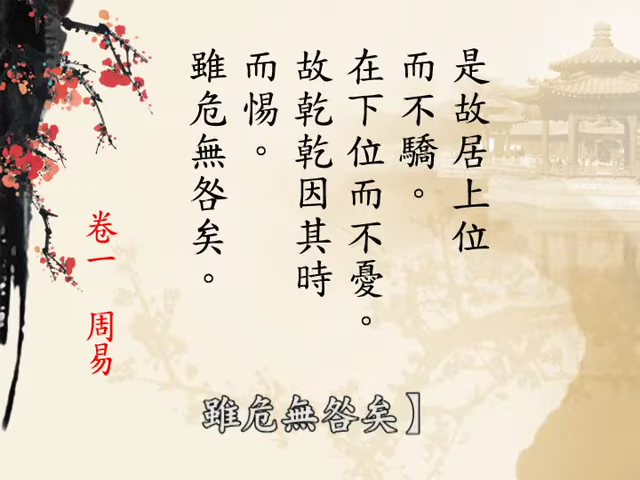 是故居上位
而不驕。
在下位而不憂。
故乾乾因其時
而惕。
雖危無咎矣。
卷一 周易
雖危無咎矣】